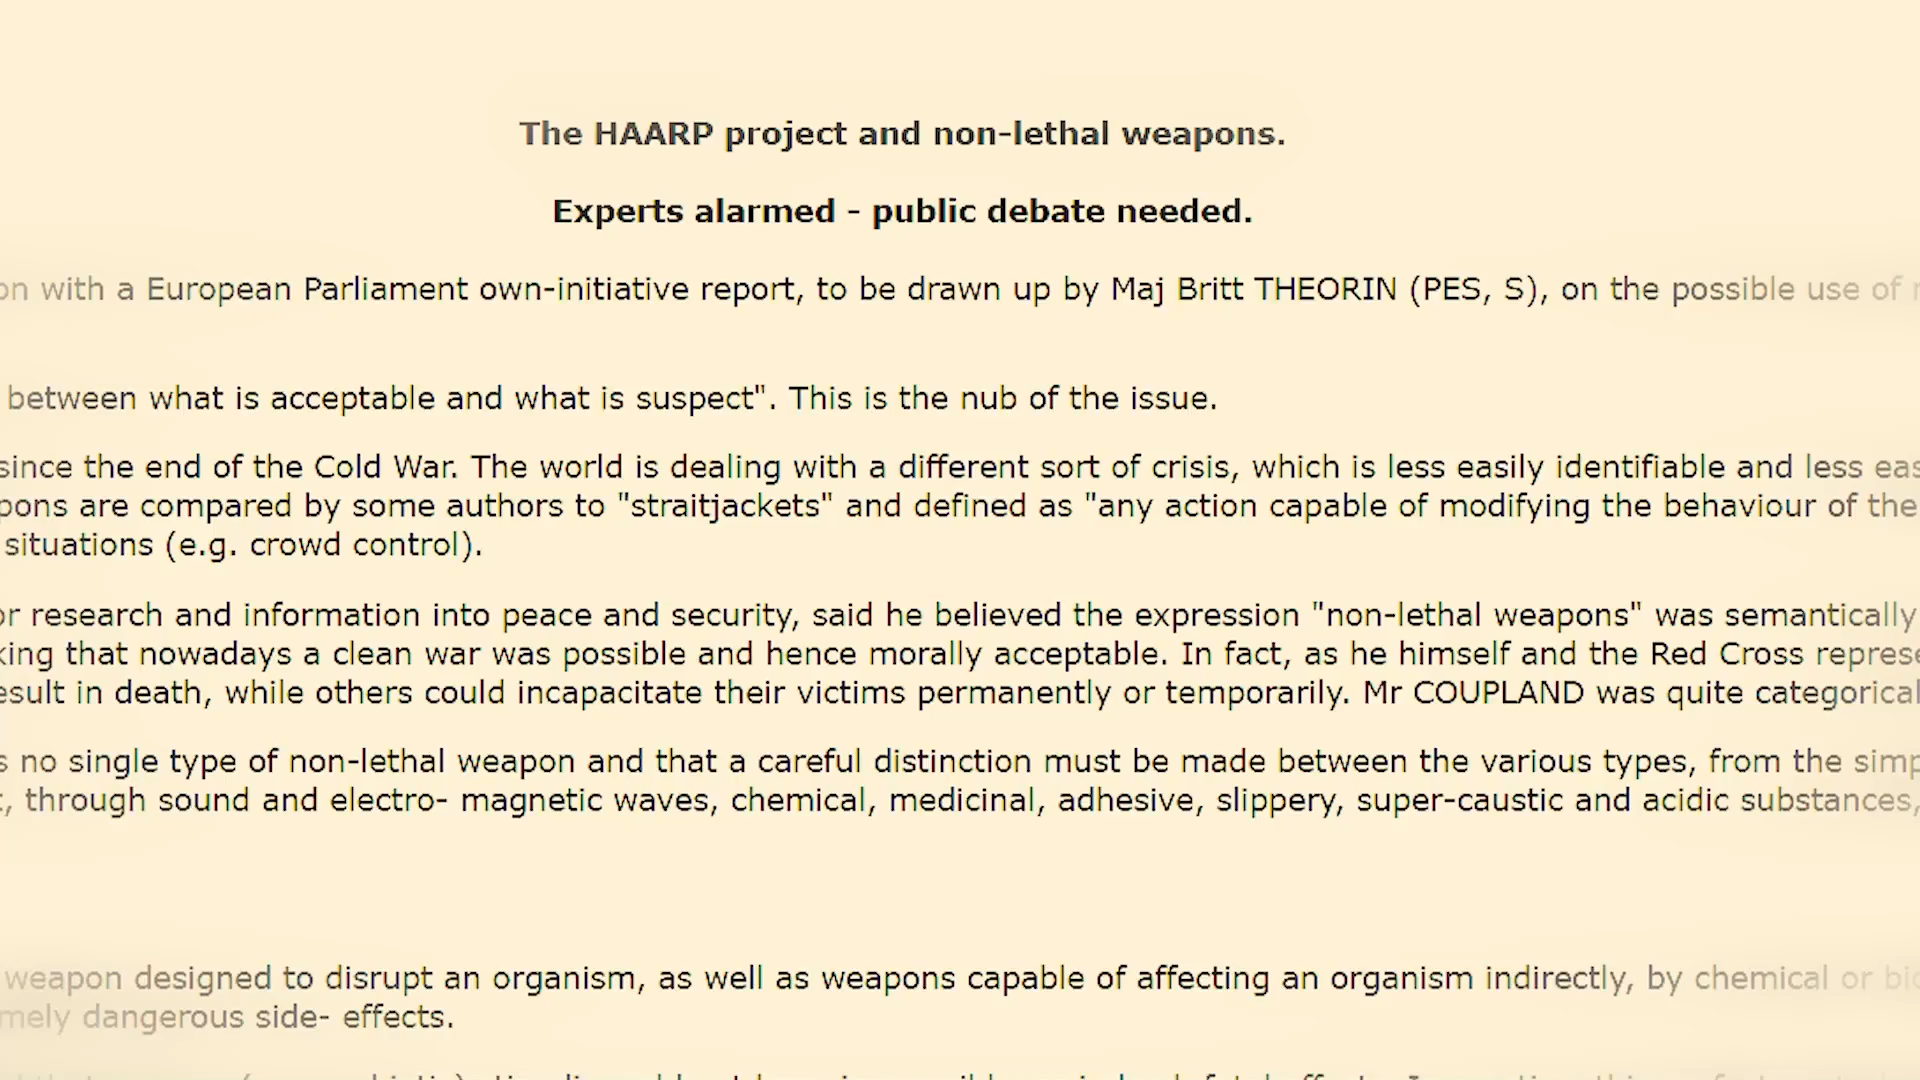 The HAARP project and non-lethal weapons.
Experts alarmed - public debate needed.
on with a European Parliament own-initiative report, to be drawn up by Maj Britt THEORIN (PES, S), on the possible use of
between what is acceptable and what is suspect". This is the nub of the issue.
since the end of the Cold War. The world is dealing with a different sort of crisis, which is less easily identifiable and less eas
pons are compared by some authors to "straitjackets" and defined as "any action capable of modifying the behaviour of the
situations (e.g. crowd control).
or research and information into peace and security, said he believed the expression "non-lethal weapons" was semantically
king that nowadays a clean war was possible and hence morally acceptable. In fact, as he himself and the Red Cross represe
esult in death, while others could incapacitate their victims permanently or temporarily. Mr COUPLAND was quite categorical
s no single type of non-lethal weapon and that a careful distinction must be made between the various types, from the simp
, through sound and electro- magnetic waves, chemical, medicinal, adhesive, slippery, super-caustic and acidic substances,
weapon designed to disrupt an organism, as well as weapons capable of affecting an organism indirectly, by chemical or bio
mely dangerous side- effects.